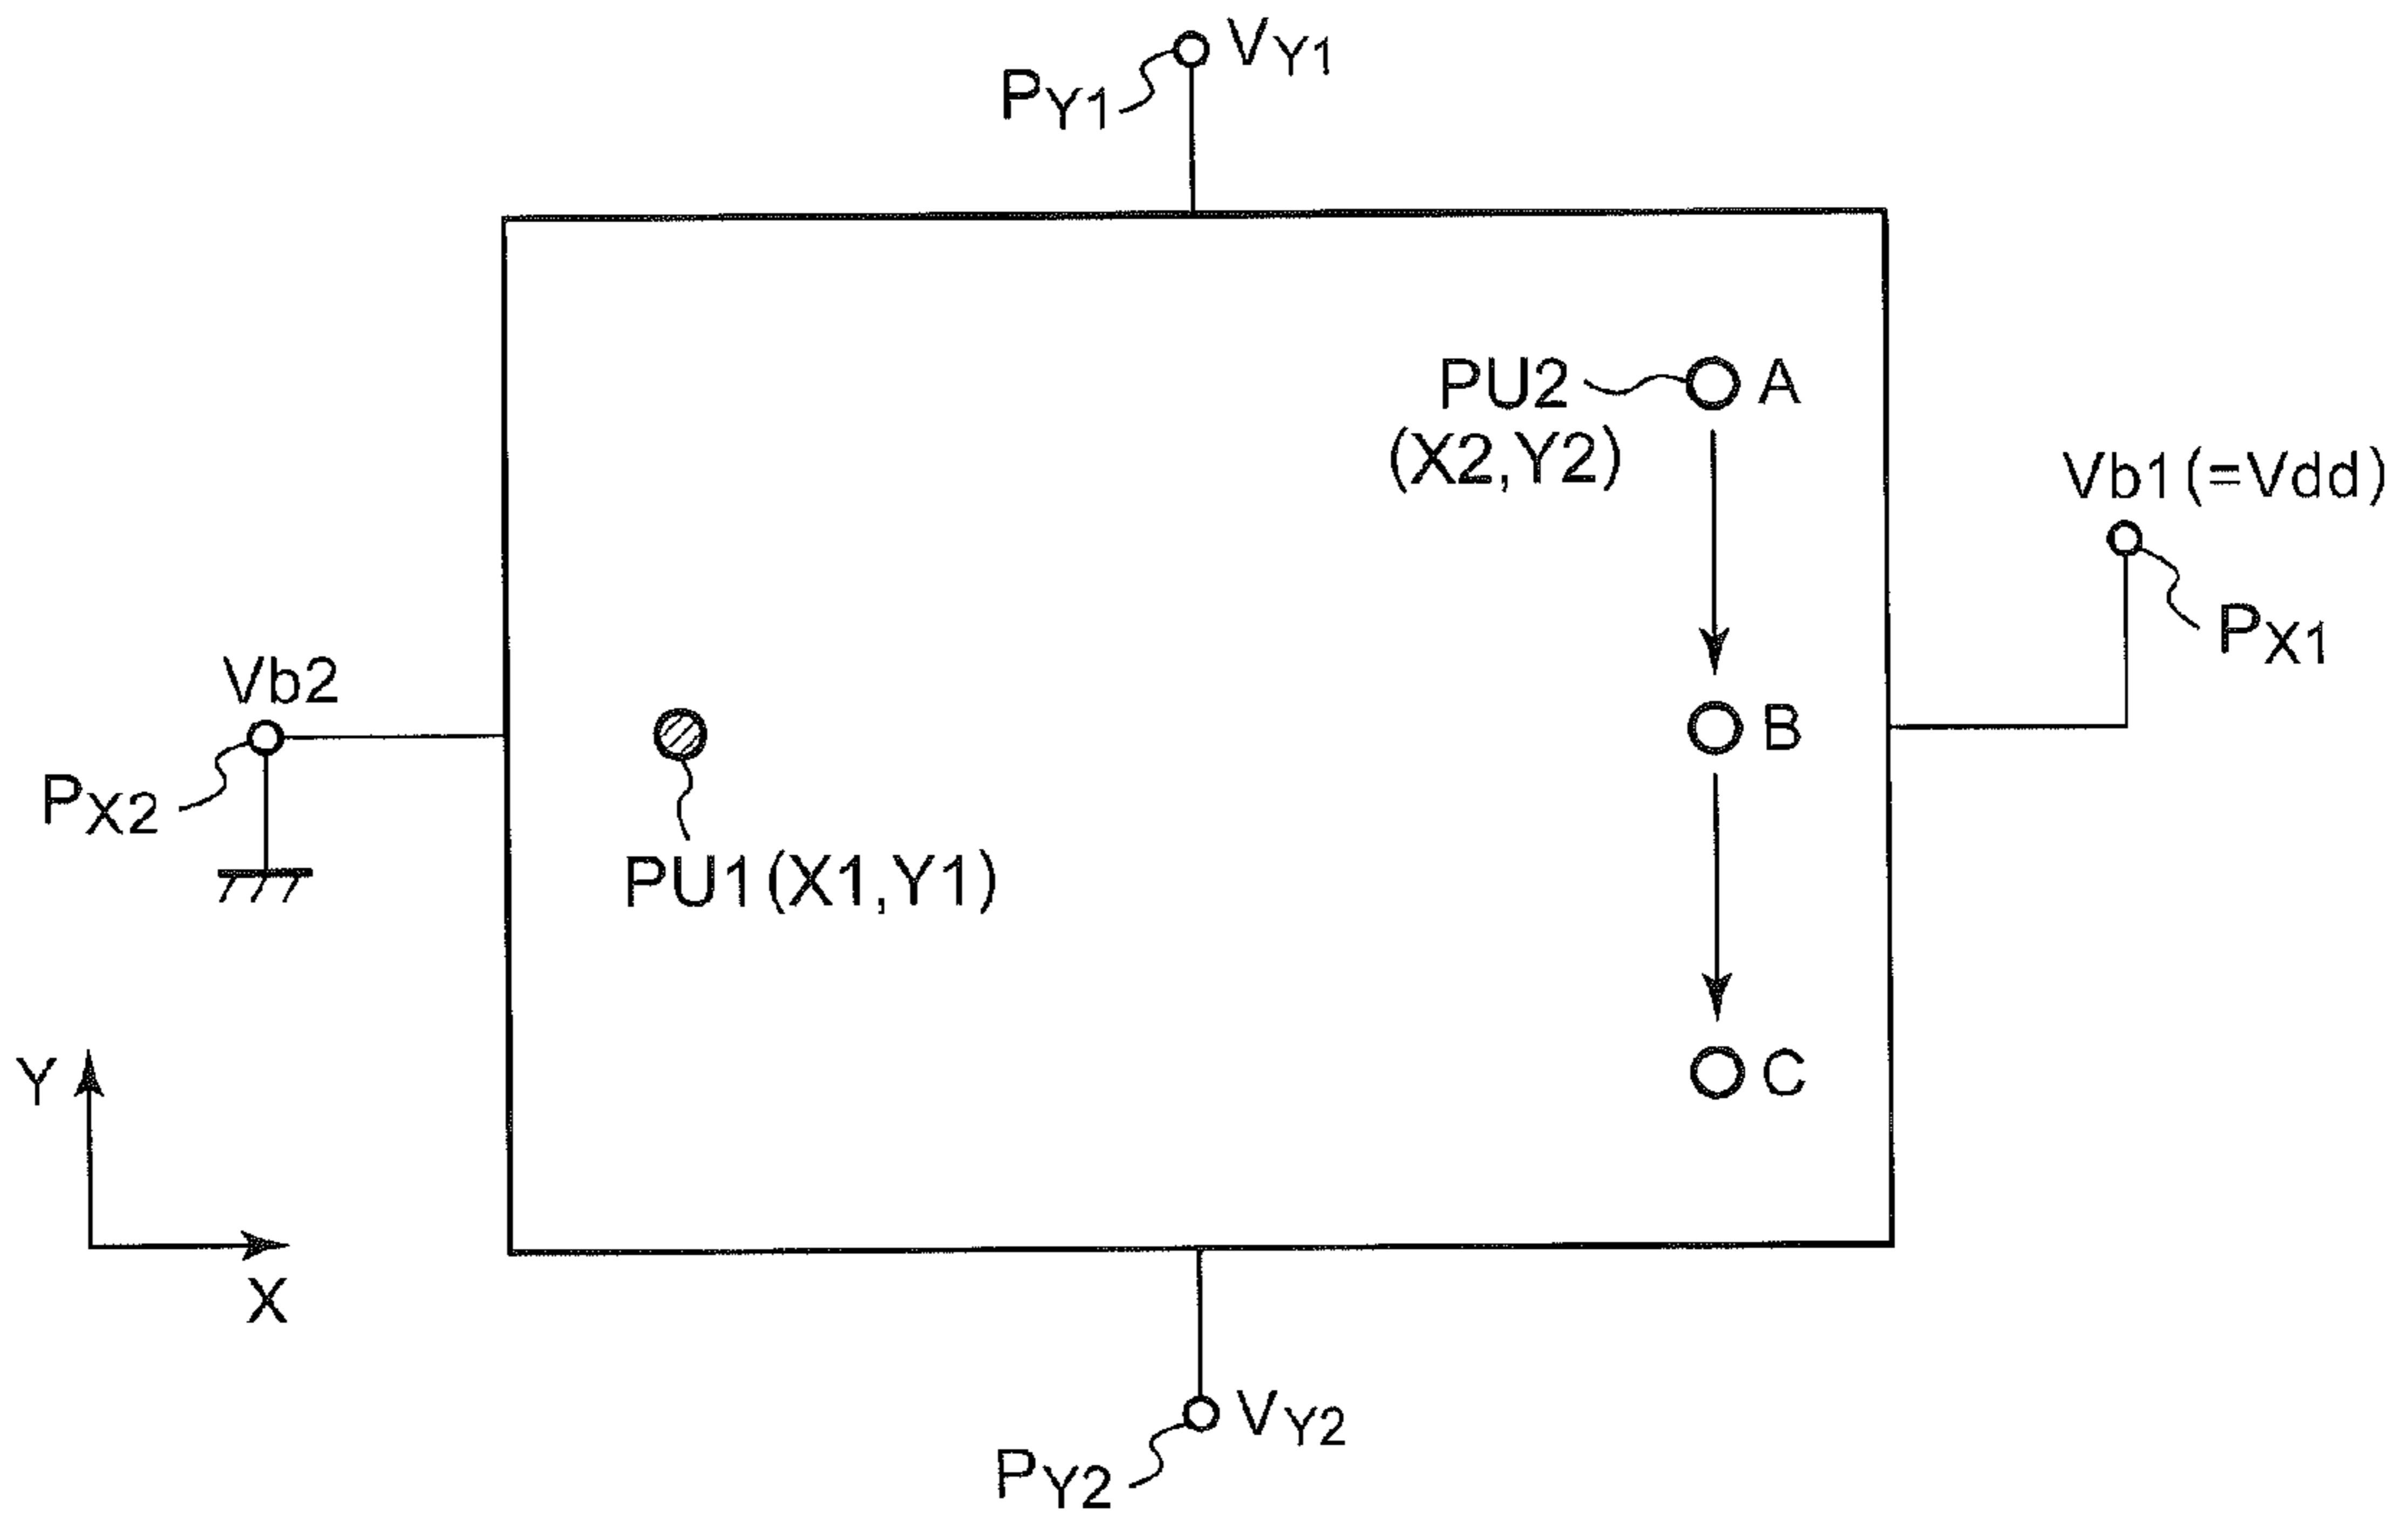 VY1
PY1
PU2
A
(X2,Y2)
Vb1(=Vdd)
PX1
Vb2
B
PX2
PU1(X1,Y1)
Y
C
X
VY2
PY2